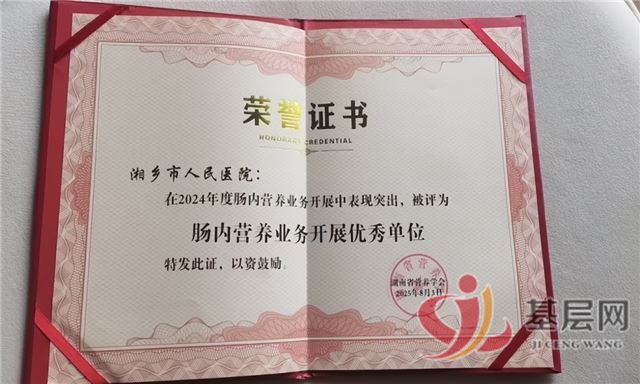 荣誉证书
HONORARY CREDENTIAL
湘乡市人民医院:
在2024年度肠内营养业务开展中表现突出,被评为
肠内营养业务开展优秀单位
特发此证,以资鼓励。
湖南省营养学会
2025年8月3日
基层网
JI CENG WANG